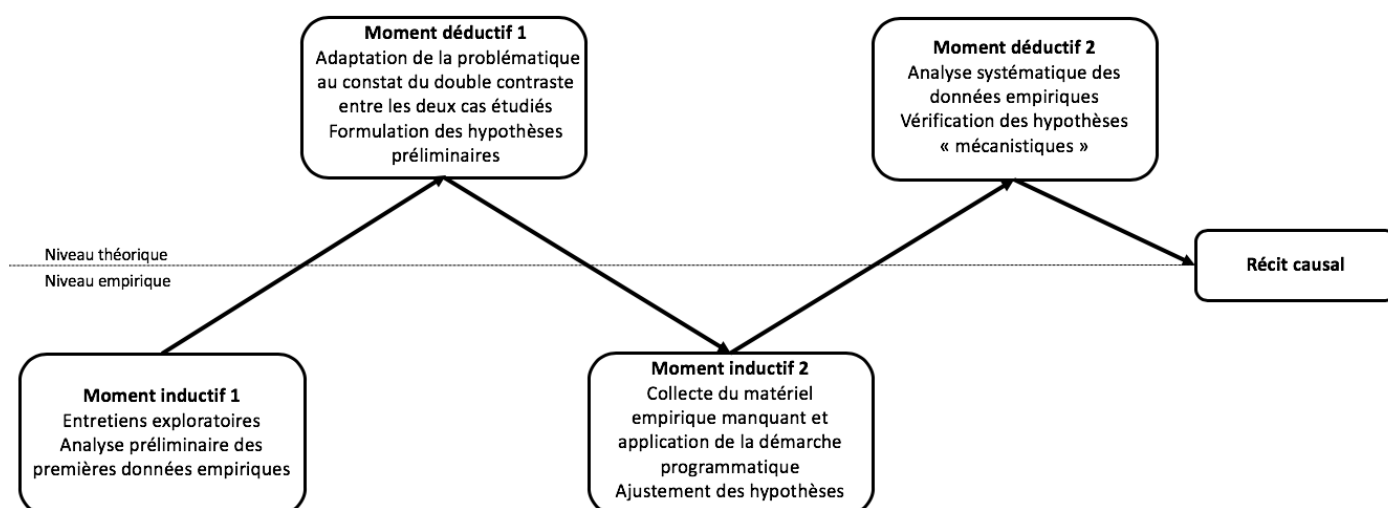 Moment déductif 1
Adaptation de la problématique
au constat du double contraste
entre les deux cas étudiés
Formulation des hypothèses
préliminaires
Moment déductif 2
Analyse systématique des
données empiriques
Vérification des hypothèses
« mécanistiques »
Niveau théorique
Niveau empirique
Récit causal
Moment inductif 1
Entretiens exploratoires
Analyse préliminaire des
premières données empiriques
Moment inductif 2
Collecte du matériel
empirique manquant et
application de la démarche
programmatique
Ajustement des hypothèses